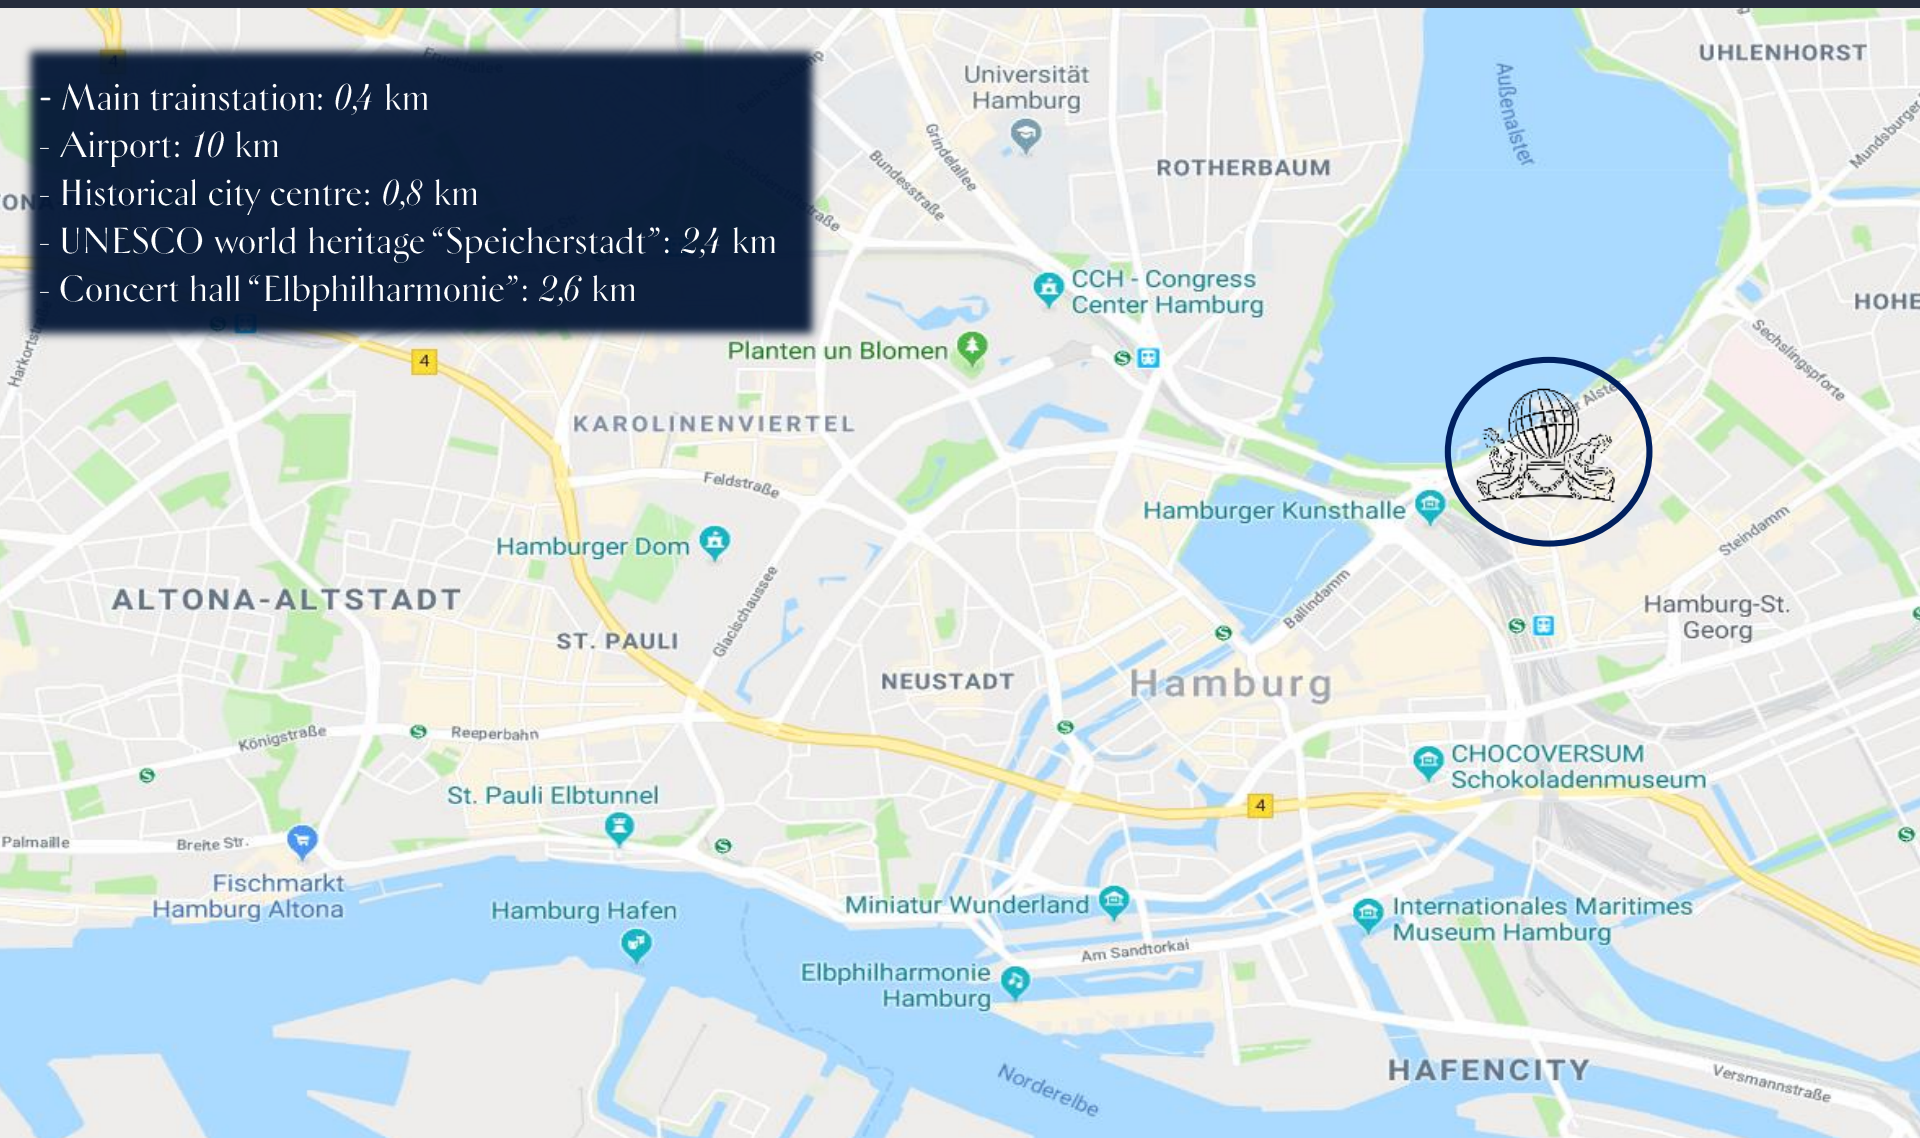 - Main trainstation: 0,4 km
- Airport: 10 km
- Historical city centre: 0,8 km
- UNESCO world heritage “Speicherstadt”: 2,4 km
- Concert hall “Elbphilharmonie”: 2,6 km
UHLENHORST
Universität
Hamburg
Außenalster
Mundsburger
Grindelallee
Bundesstraße
ROTHERBAUM
CCH - Congress
Center Hamburg
HOHE
Sechslingspforte
Harkortstr
Planten un Blomen
4
KAROLINENVIERTEL
Feldstraße
Hamburger Kunsthalle
Steindamm
Hamburger Dom
Glacischaussee
Ballindamm
ALTONA-ALTSTADT
ST. PAULI
Hamburg-St.
Georg
NEUSTADT
Hamburg
Königstraße
Reeperbahn
CHOCOVERSUM
Schokoladenmuseum
St. Pauli Elbtunnel
4
Palmaille
Breite Str.
Fischmarkt
Hamburg Altona
Hamburg Hafen
Miniatur Wunderland
Internationales Maritimes
Museum Hamburg
Am Sandtorkai
Elbphilharmonie
Hamburg
HAFENCITY
Norderelbe
Versmannstraße